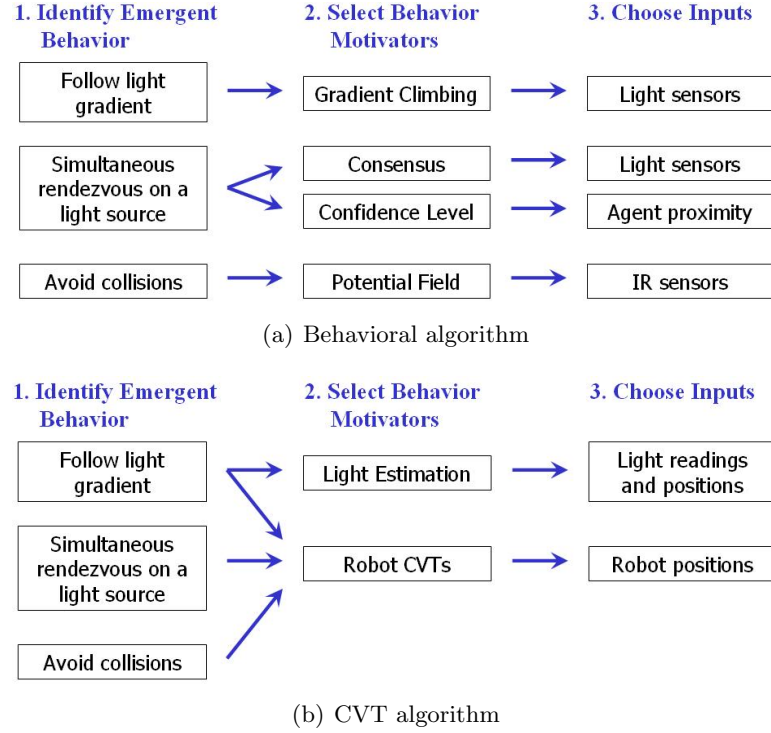 1. Identify Emergent
Behavior
2. Select Behavior
Motivators
3. Choose Inputs
Follow light
gradient
Gradient Climbing
Light sensors
Simultaneous
rendezvous on a
light source
Consensus
Light sensors
Confidence Level
Agent proximity
Avoid collisions
Potential Field
IR sensors
(a) Behavioral algorithm
1. Identify Emergent
Behavior
2. Select Behavior
Motivators
3. Choose Inputs
Follow light
gradient
Light Estimation
Light readings
and positions
Simultaneous
rendezvous on a
light source
Robot CVTs
Robot positions
Avoid collisions
(b) CVT algorithm